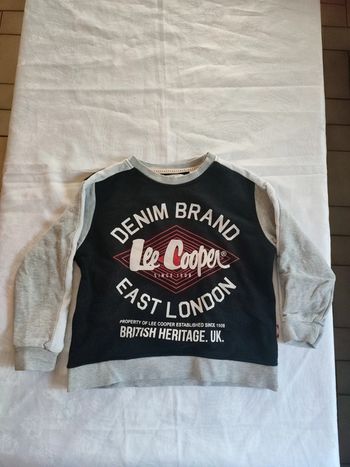 DENIM BRAND
Lee Cooper®
SINCE 1908
EAST LONDON
PROPERTY OF LEE COOPER ESTABLISHED SINCE 1908
BRITISH HERITAGE. UK.